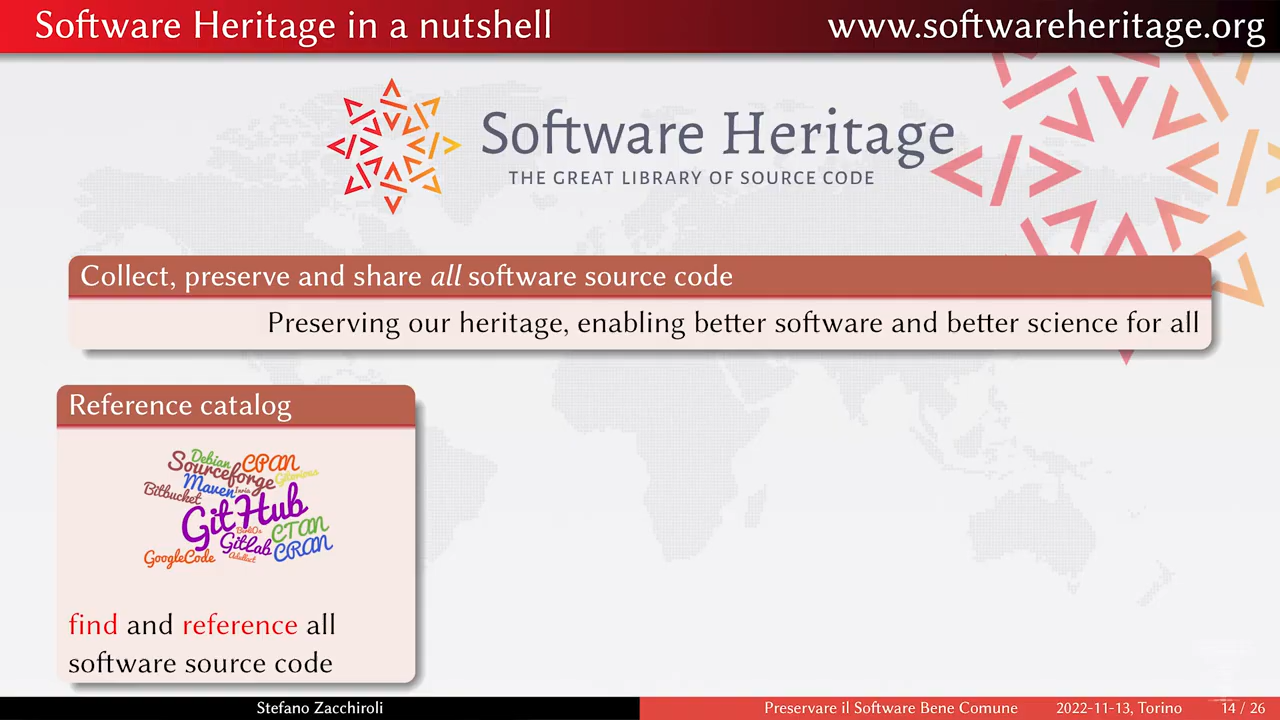 Software Heritage in a nutshell
www.softwareheritage.org
Software Heritage
THE GREAT LIBRARY OF SOURCE CODE
Collect, preserve and share all software source code
Preserving our heritage, enabling better software and better science for all
Reference catalog
Debian
CPAN
Sourceforge
Gitorious
Maven
Inria
Bitbucket
GitHub
CTAN
GitLab
CRAN
GoogleCode
Adullact
find and reference all
software source code
Stefano Zacchiroli
Preservare il Software Bene Comune
2022-11-13, Torino
14 / 26